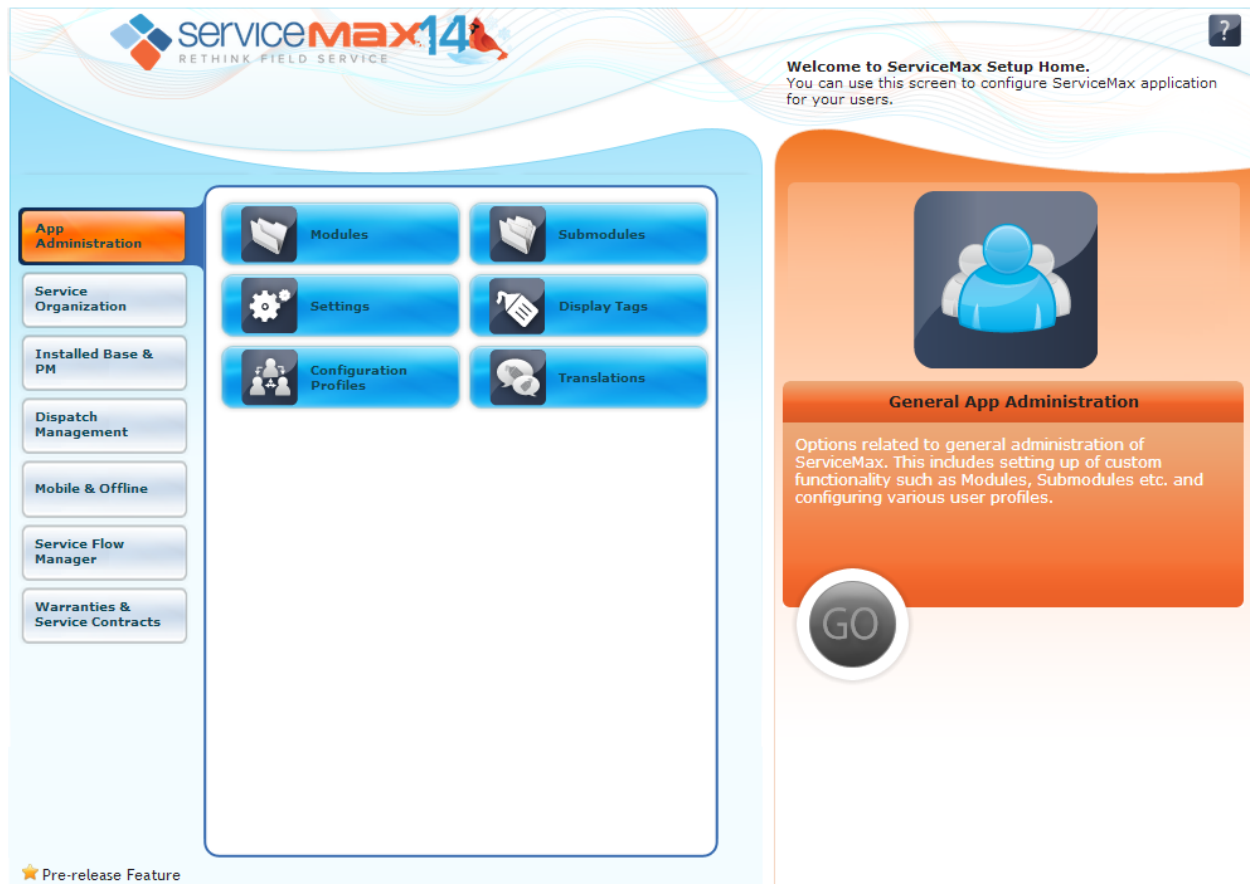 serviceMax14
RETHINK FIELD SERVICE
?
Welcome to ServiceMax Setup Home.
You can use this screen to configure ServiceMax application
for your users.
App
Administration
Service
Organization
Installed Base &
PM
Dispatch
Management
Mobile & Offline
Service Flow
Manager
Warranties &
Service Contracts
Modules
Submodules
Settings
Display Tags
Configuration
Profiles
Translations
General App Administration
Options related to general administration of
ServiceMax. This includes setting up of custom
functionality such as Modules, Submodules etc. and
configuring various user profiles.
GO
Pre-release Feature